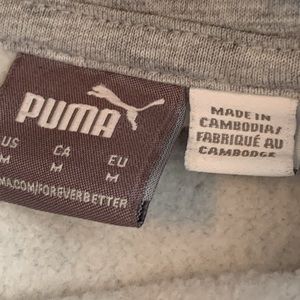 PUMA
US CA EU
M M M
MA.COM/FOREVERBETTER
MADE IN
CAMBODIA/
FABRIQUÉ AU
CAMBODGE